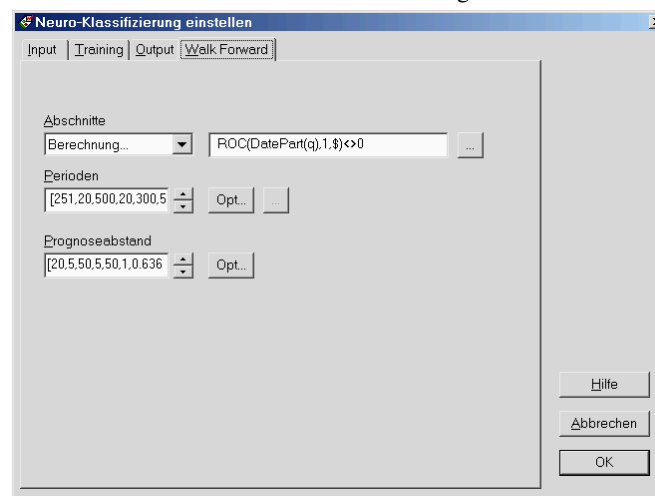 Neuro-Klassifizierung einstellen
Input Training Output Walk Forward
Abschnitte
Berechnung... ROC(DatePart(q),1,$)<>0 ...
Perioden
[251,20,500,20,300,5 Opt... ...
Prognoseabstand
[20,5,50,5,50,1,0.636 Opt...
Hilfe
Abbrechen
OK